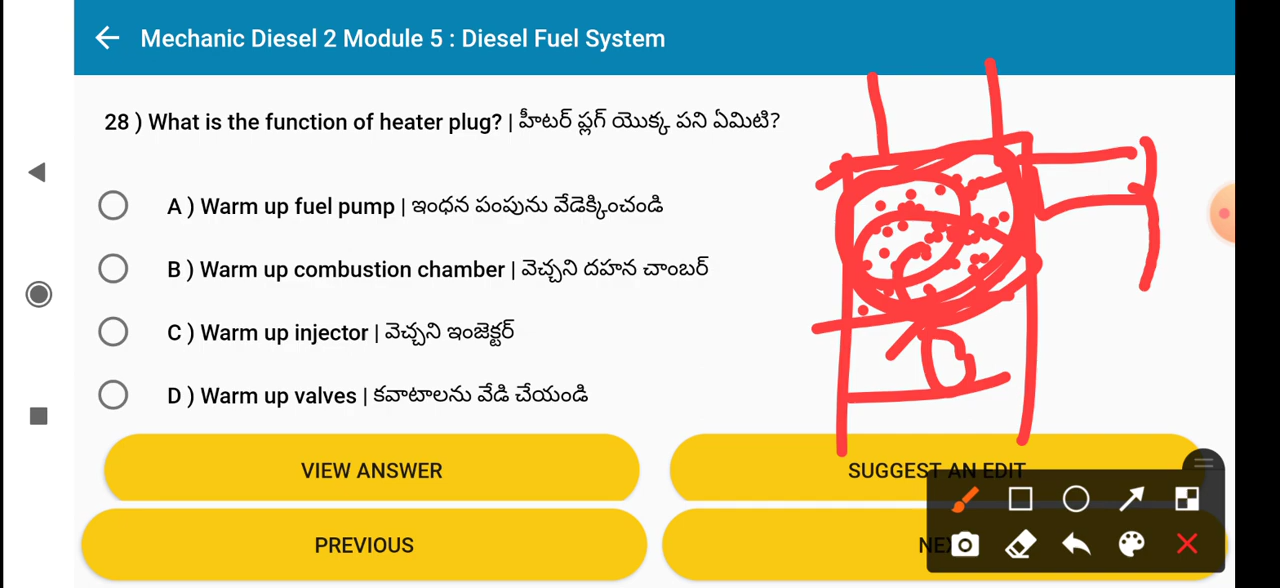 Mechanic Diesel 2 Module 5 : Diesel Fuel System
28 ) What is the function of heater plug? | హీటర్ ప్లగ్ యొక్క పని ఏమిటి?
A ) Warm up fuel pump | ఇంధన పంపును వేడెక్కించండి
B ) Warm up combustion chamber | వెచ్చని దహన చాంబర్
C ) Warm up injector | వెచ్చని ఇంజెక్టర్
D ) Warm up valves | కవాటాలను వేడి చేయండి
VIEW ANSWER
SUGGEST AN EDIT
PREVIOUS